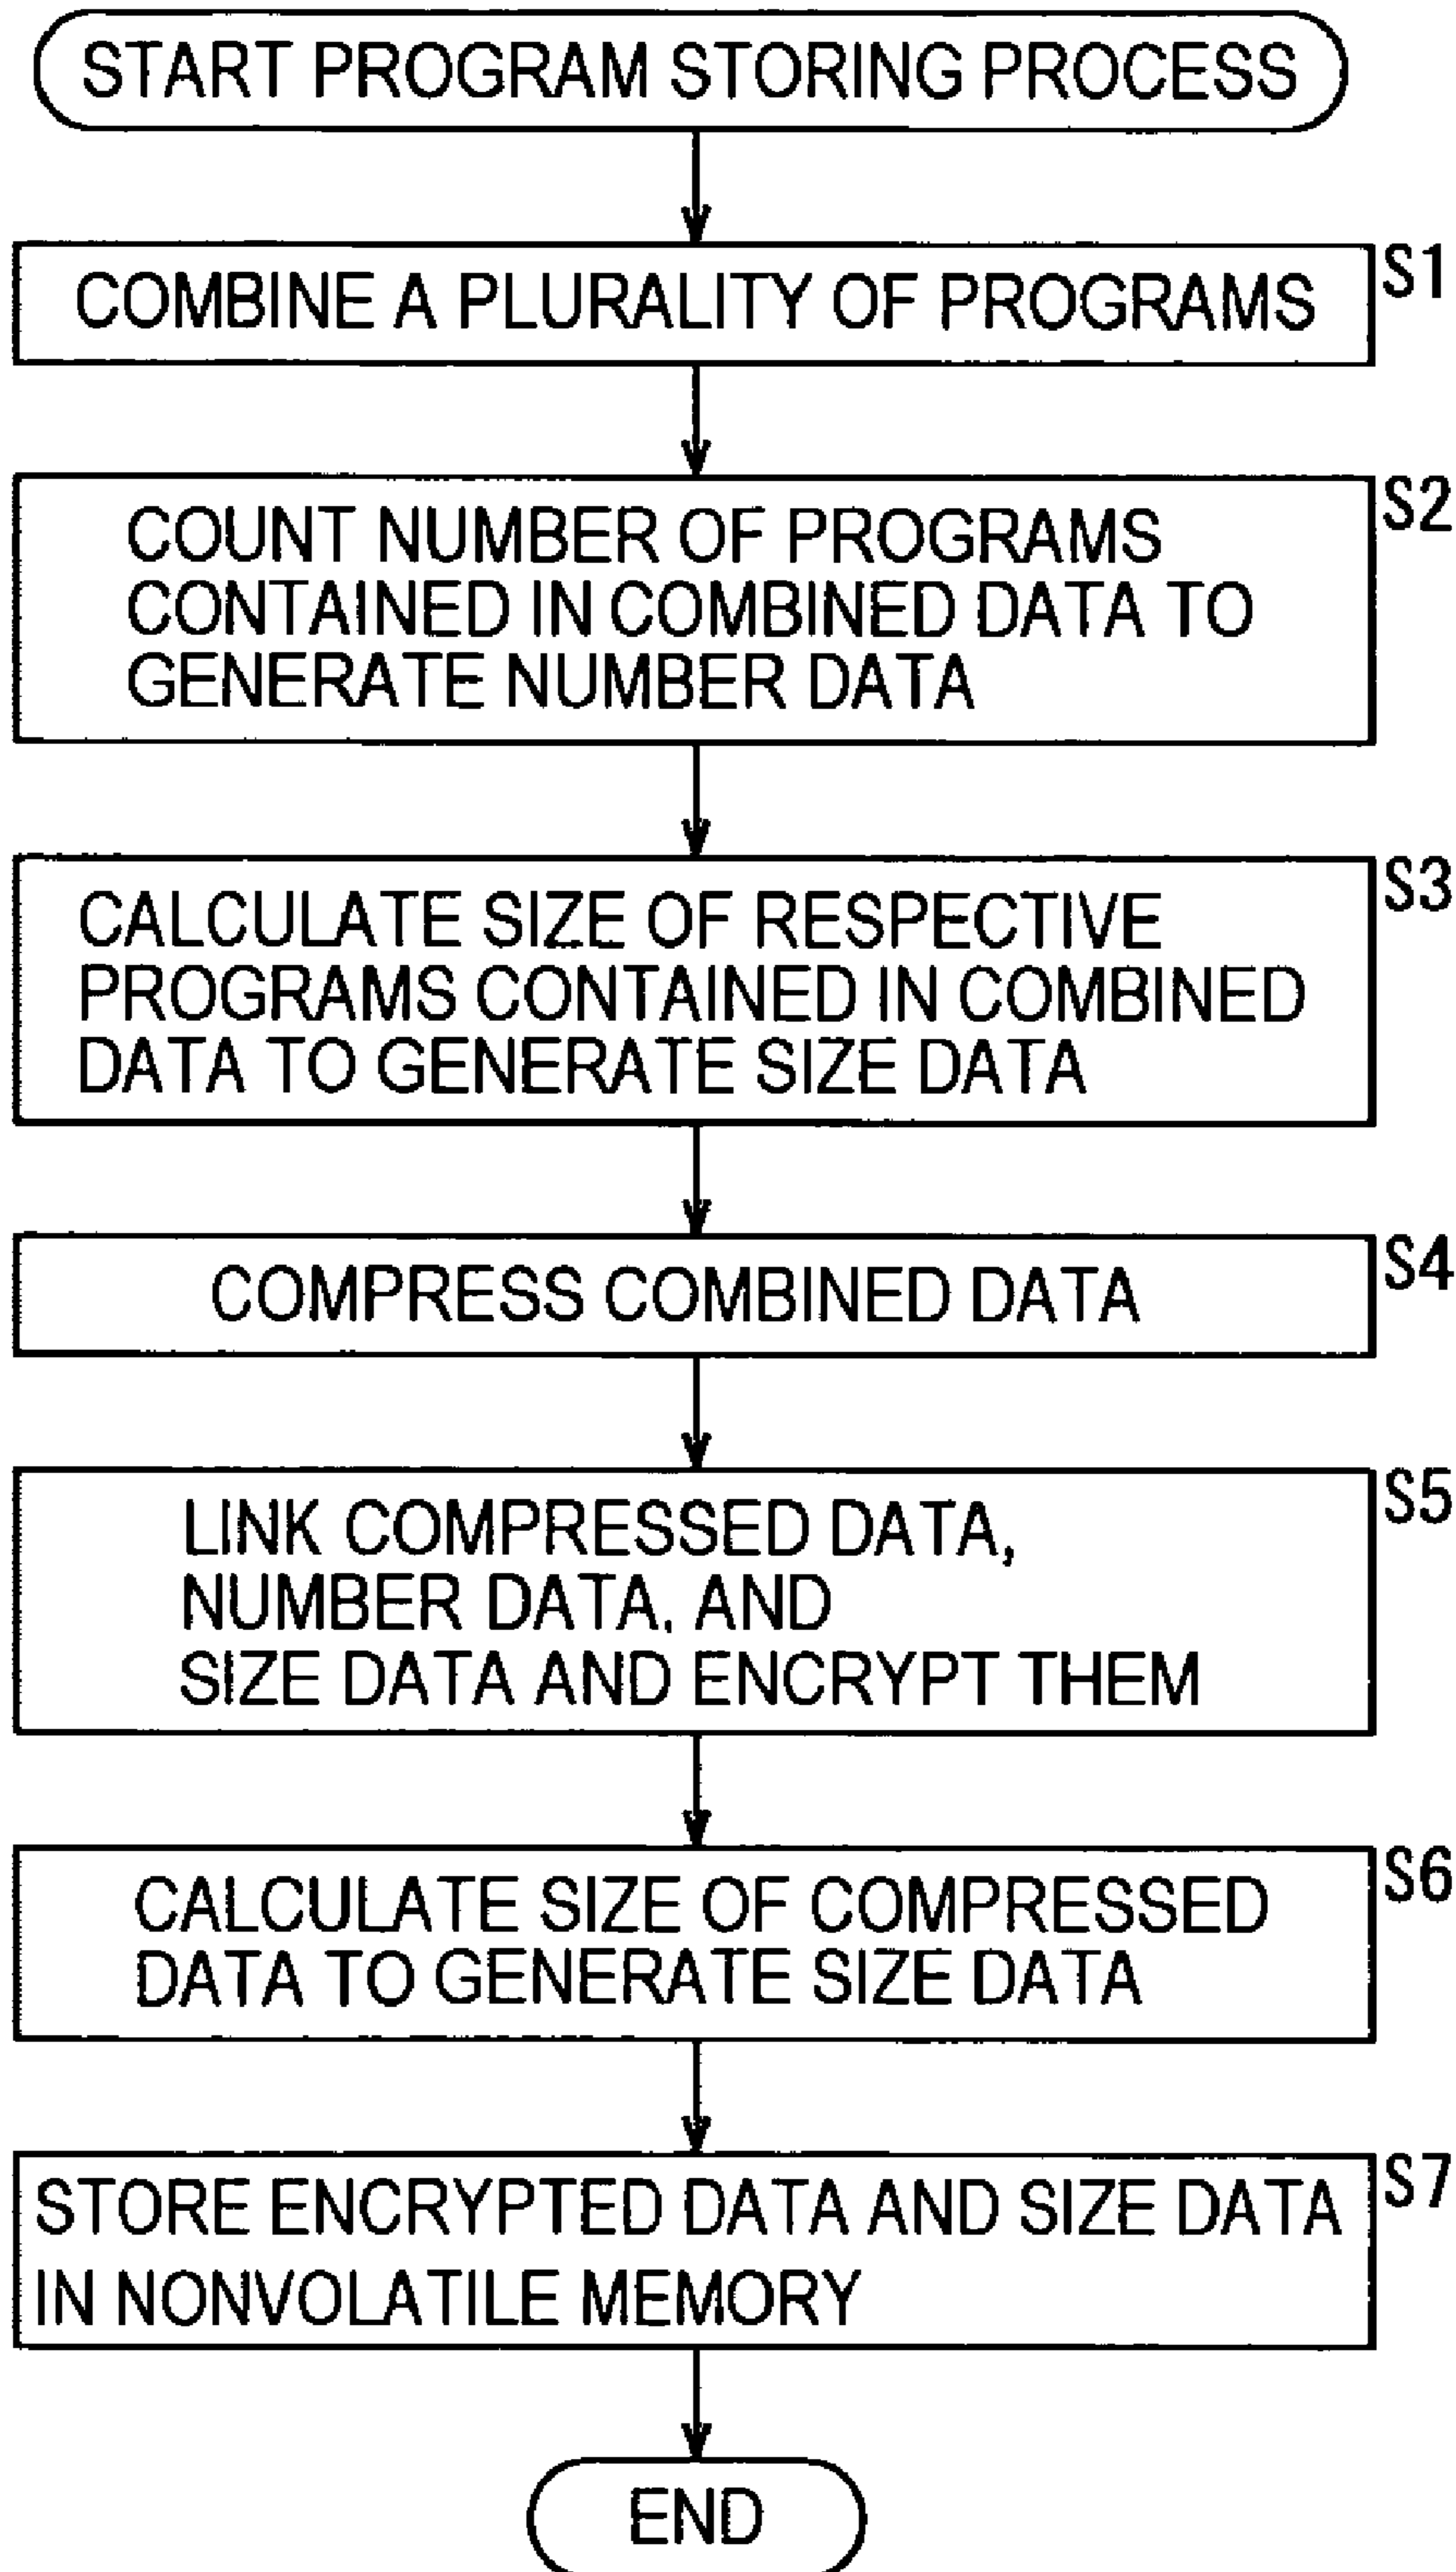 START PROGRAM STORING PROCESS
S1
COMBINE A PLURALITY OF PROGRAMS
S2
COUNT NUMBER OF PROGRAMS
CONTAINED IN COMBINED DATA TO
GENERATE NUMBER DATA
S3
CALCULATE SIZE OF RESPECTIVE
PROGRAMS CONTAINED IN COMBINED
DATA TO GENERATE SIZE DATA
S4
COMPRESS COMBINED DATA
S5
LINK COMPRESSED DATA,
NUMBER DATA, AND
SIZE DATA AND ENCRYPT THEM
S6
CALCULATE SIZE OF COMPRESSED
DATA TO GENERATE SIZE DATA
S7
STORE ENCRYPTED DATA AND SIZE DATA
IN NONVOLATILE MEMORY
END